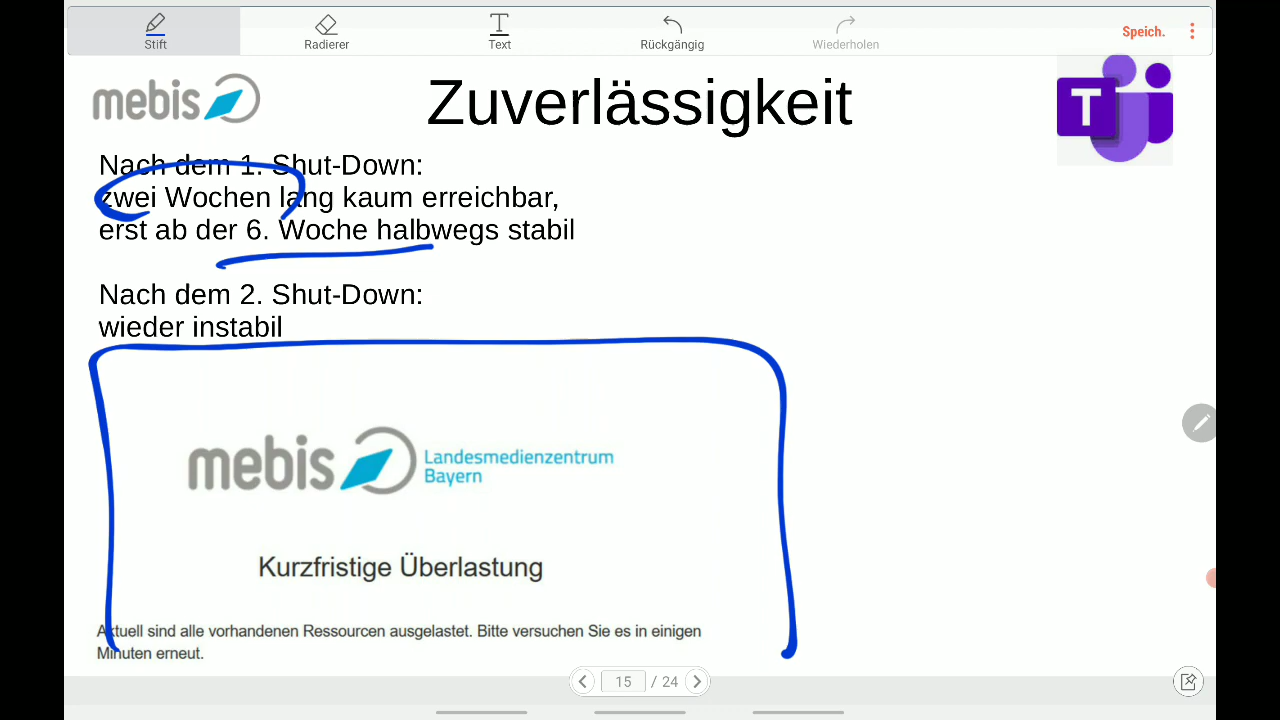 Stift
Radierer
Text
Rückgängig
Wiederholen
Speich.
mebis
Zuverlässigkeit
T
Nach dem 1. Shut-Down:
zwei Wochen lang kaum erreichbar,
erst ab der 6. Woche halbwegs stabil
Nach dem 2. Shut-Down:
wieder instabil
mebis
Landesmedienzentrum
Bayern
Kurzfristige Überlastung
Aktuell sind alle vorhandenen Ressourcen ausgelastet. Bitte versuchen Sie es in einigen
Minuten erneut.
15 / 24